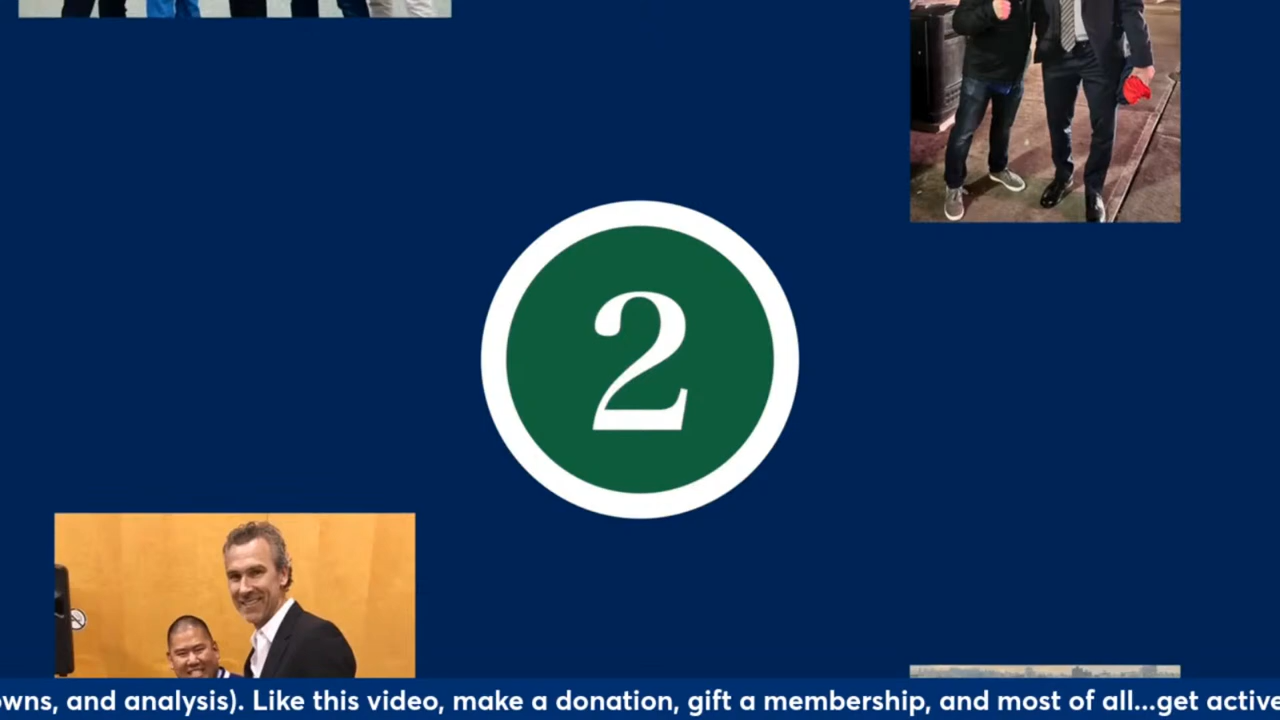 2
owns, and analysis). Like this video, make a donation, gift a membership, and most of all...get active